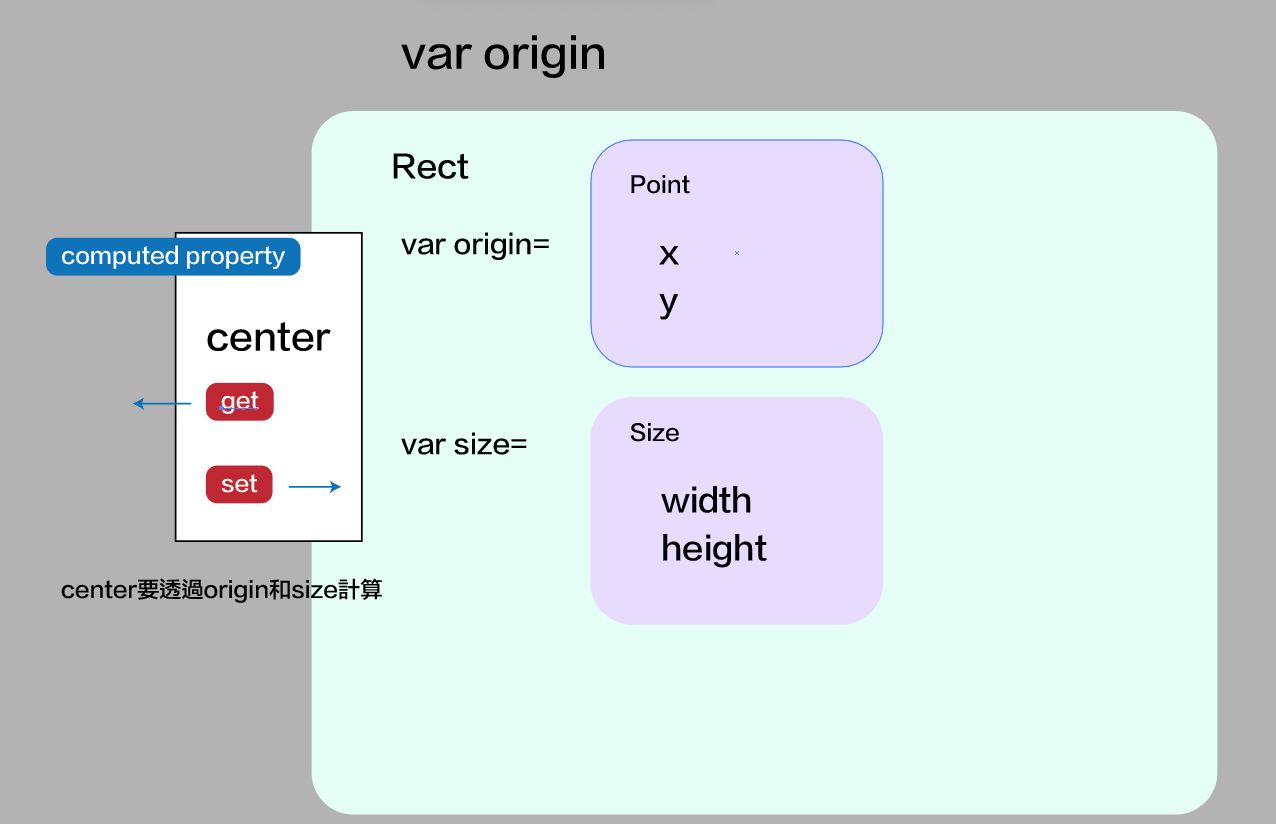 var origin
Rect
Point
var origin=
x
y
computed property
center
get
set
var size=
Size
width
height
center要透過origin和size計算